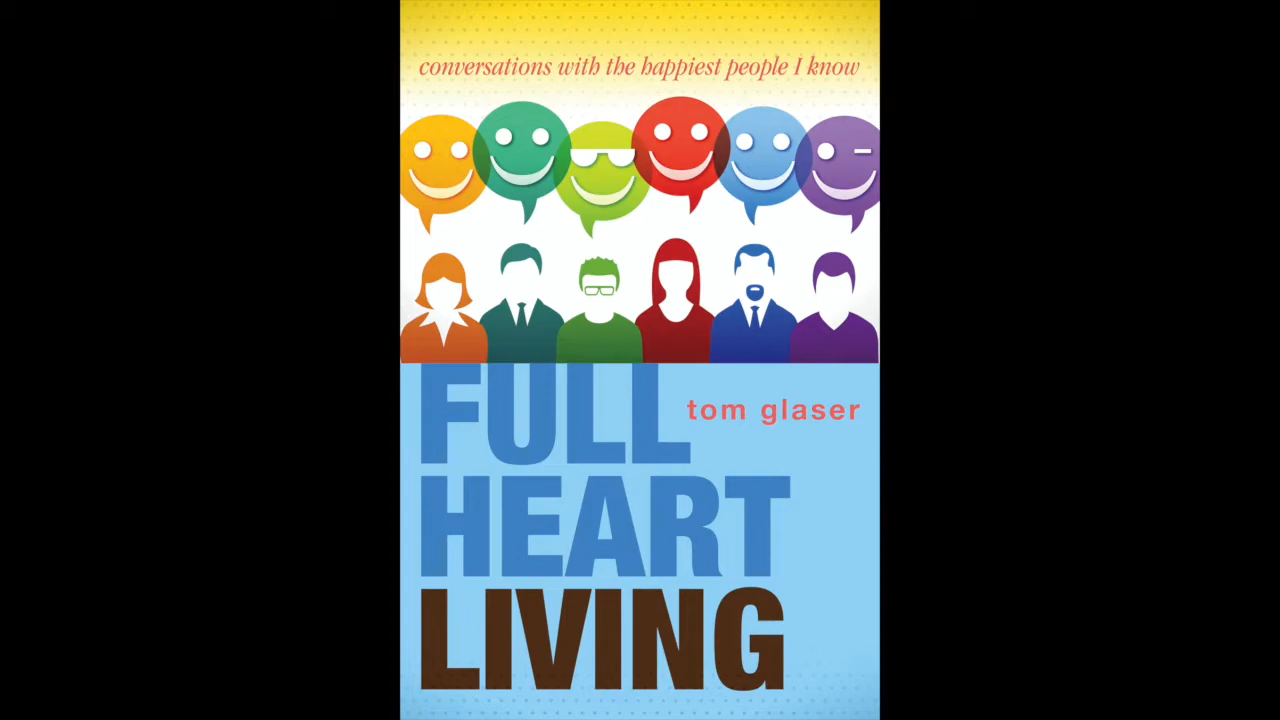 conversations with the happiest people I know
FULL
tom glaser
HEART
LIVING